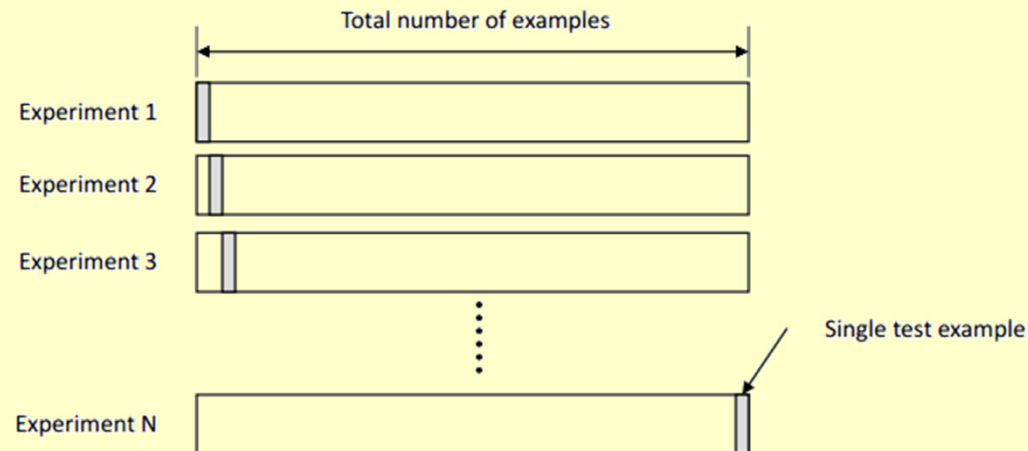 Total number of examples
Experiment 1
Experiment 2
Experiment 3
Single test example
Experiment N